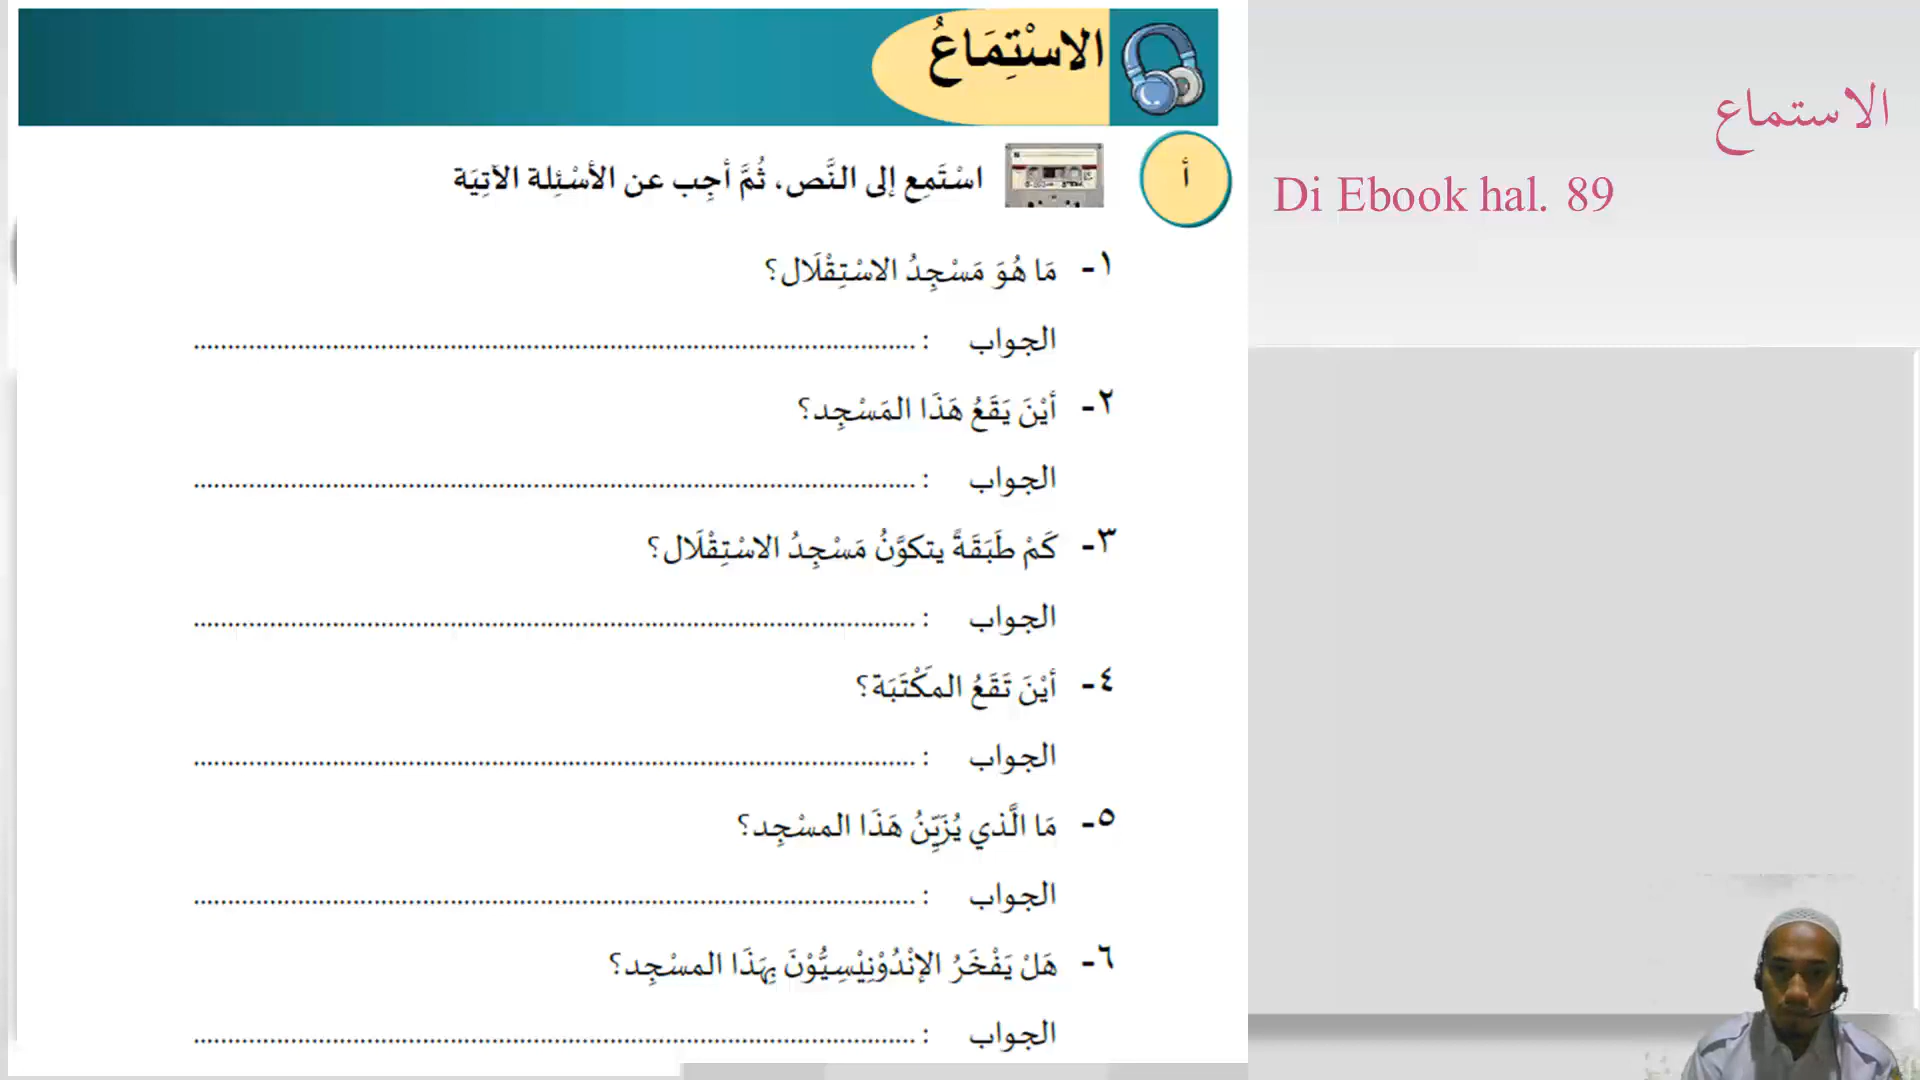 الاسْتِمَاعُ
أ
اسْتَمِع إلى النَّص، ثُمَّ أجِب عن الأسْئِلة الآتِيَة
١- مَا هُوَ مَسْجِدُ الاسْتِقْلَال؟
الجواب : ..........................................................................................................
٢- أيْنَ يَقَعُ هَذَا المَسْجِد؟
الجواب : ..........................................................................................................
٣- كَمْ طَبَقَةً يتكوَّنُ مَسْجِدُ الاسْتِقْلَال؟
الجواب : ..........................................................................................................
٤- أيْنَ تَقَعُ المكْتَبَة؟
الجواب : ..........................................................................................................
٥- مَا الَّذي يُزَيِّنُ هَذَا المسْجِد؟
الجواب : ..........................................................................................................
٦- هَلْ يَفْخَرُ الإنْدُوْنِيْسِيُّوْنَ بِهَذَا المسْجِد؟
الجواب : ..........................................................................................................
الاستماع
Di Ebook hal. 89